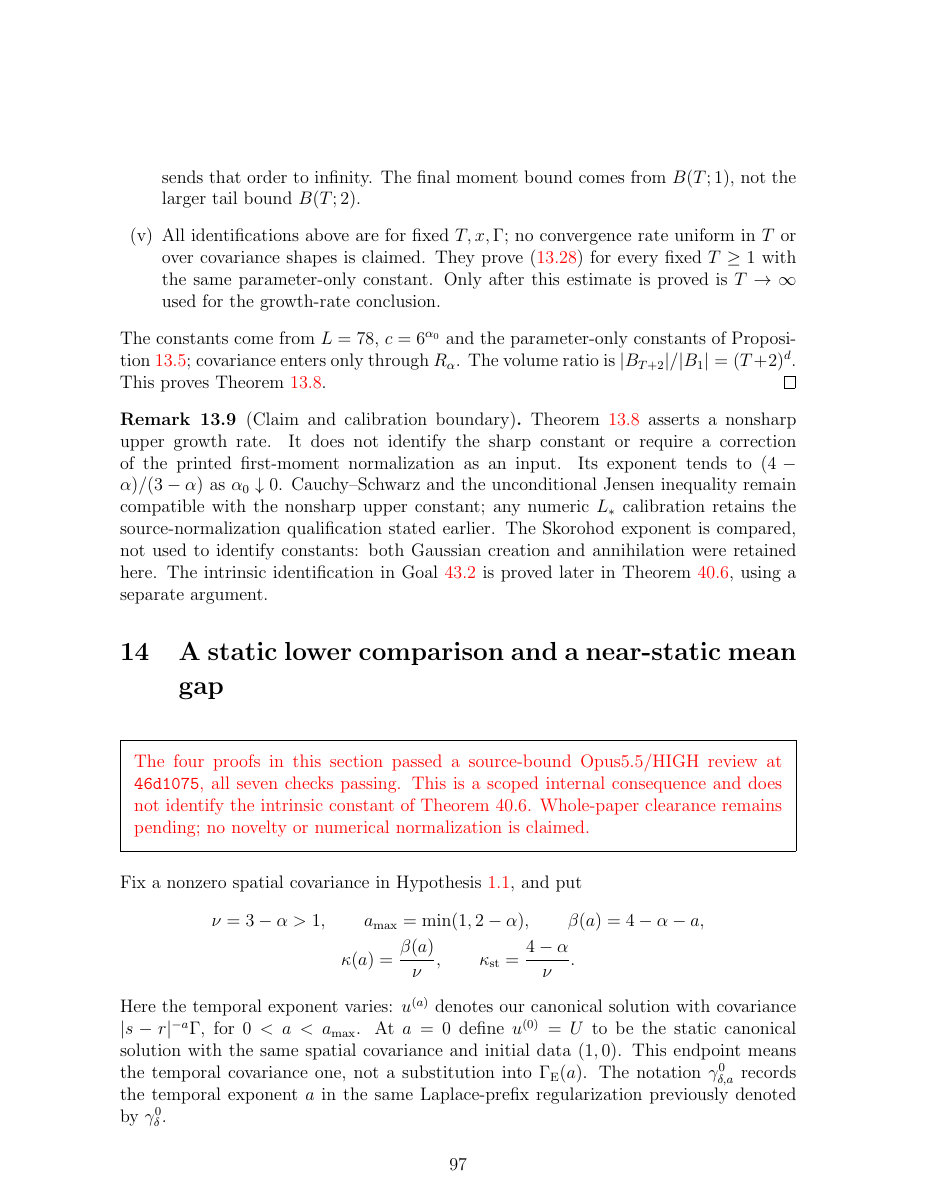 sends that order to infinity. The final moment bound comes from B(T; 1), not the
larger tail bound B(T; 2).
(v) All identifications above are for fixed T, x, Γ; no convergence rate uniform in T or
over covariance shapes is claimed. They prove (13.28) for every fixed T ≥ 1 with
the same parameter-only constant. Only after this estimate is proved is T → ∞
used for the growth-rate conclusion.
The constants come from L = 78, c = 6^{α₀} and the parameter-only constants of Proposi-
tion 13.5; covariance enters only through R_α. The volume ratio is |B_{T+2}|/|B₁| = (T+2)^d.
This proves Theorem 13.8. □
Remark 13.9 (Claim and calibration boundary). Theorem 13.8 asserts a nonsharp
upper growth rate. It does not identify the sharp constant or require a correction
of the printed first-moment normalization as an input. Its exponent tends to (4 −
α)/(3 − α) as α₀ ↓ 0. Cauchy–Schwarz and the unconditional Jensen inequality remain
compatible with the nonsharp upper constant; any numeric L_* calibration retains the
source-normalization qualification stated earlier. The Skorohod exponent is compared,
not used to identify constants: both Gaussian creation and annihilation were retained
here. The intrinsic identification in Goal 43.2 is proved later in Theorem 40.6, using a
separate argument.
14 A static lower comparison and a near-static mean
gap
The four proofs in this section passed a source-bound Opus5.5/HIGH review at
46d1075, all seven checks passing. This is a scoped internal consequence and does
not identify the intrinsic constant of Theorem 40.6. Whole-paper clearance remains
pending; no novelty or numerical normalization is claimed.
Fix a nonzero spatial covariance in Hypothesis 1.1, and put
ν = 3 − α > 1, a_max = min(1, 2 − α), β(a) = 4 − α − a,
κ(a) = β(a)/ν, κ_st = (4 − α)/ν.
Here the temporal exponent varies: u^{(a)} denotes our canonical solution with covariance
|s − r|^{−a}Γ, for 0 < a < a_max. At a = 0 define u^{(0)} = U to be the static canonical
solution with the same spatial covariance and initial data (1, 0). This endpoint means
the temporal covariance one, not a substitution into Γ_E(a). The notation γ^0_{δ,a} records
the temporal exponent a in the same Laplace-prefix regularization previously denoted
by γ^0_δ.
97